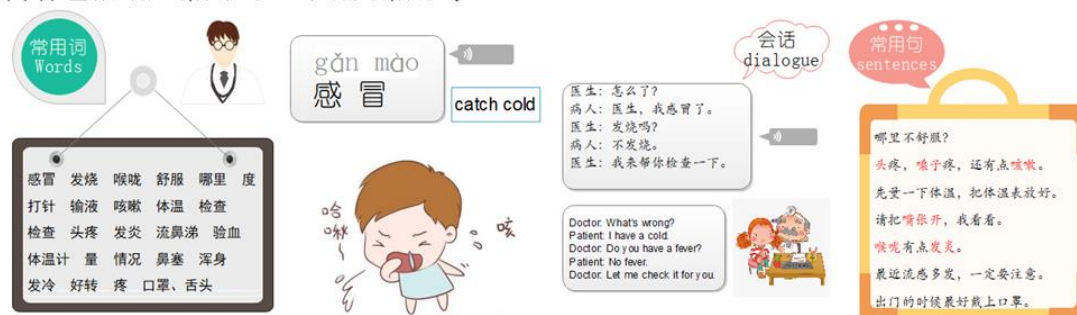 常用词
Words
感冒 发烧 喉咙 舒服 哪里 度
打针 输液 咳嗽 体温 检查
检查 头疼 发炎 流鼻涕 验血
体温计 量 情况 鼻塞 浑身
发冷 好转 疼 口罩、舌头
gǎn mào
感 冒
catch cold
哈
啾
咳
会话
dialogue
医生：怎么了？
病人：医生，我感冒了。
医生：发烧吗？
病人：不发烧。
医生：我来帮你检查一下。
Doctor: What's wrong?
Patient: I have a cold.
Doctor: Do you have a fever?
Patient: No fever.
Doctor: Let me check it for you.
常用句
sentences
哪里不舒服？
头疼，嗓子疼，还有点咳嗽。
先量一下体温，把体温表放好。
请把嘴张开，我看看。
喉咙有点发炎。
最近流感多发，一定要注意。
出门的时候最好戴上口罩。